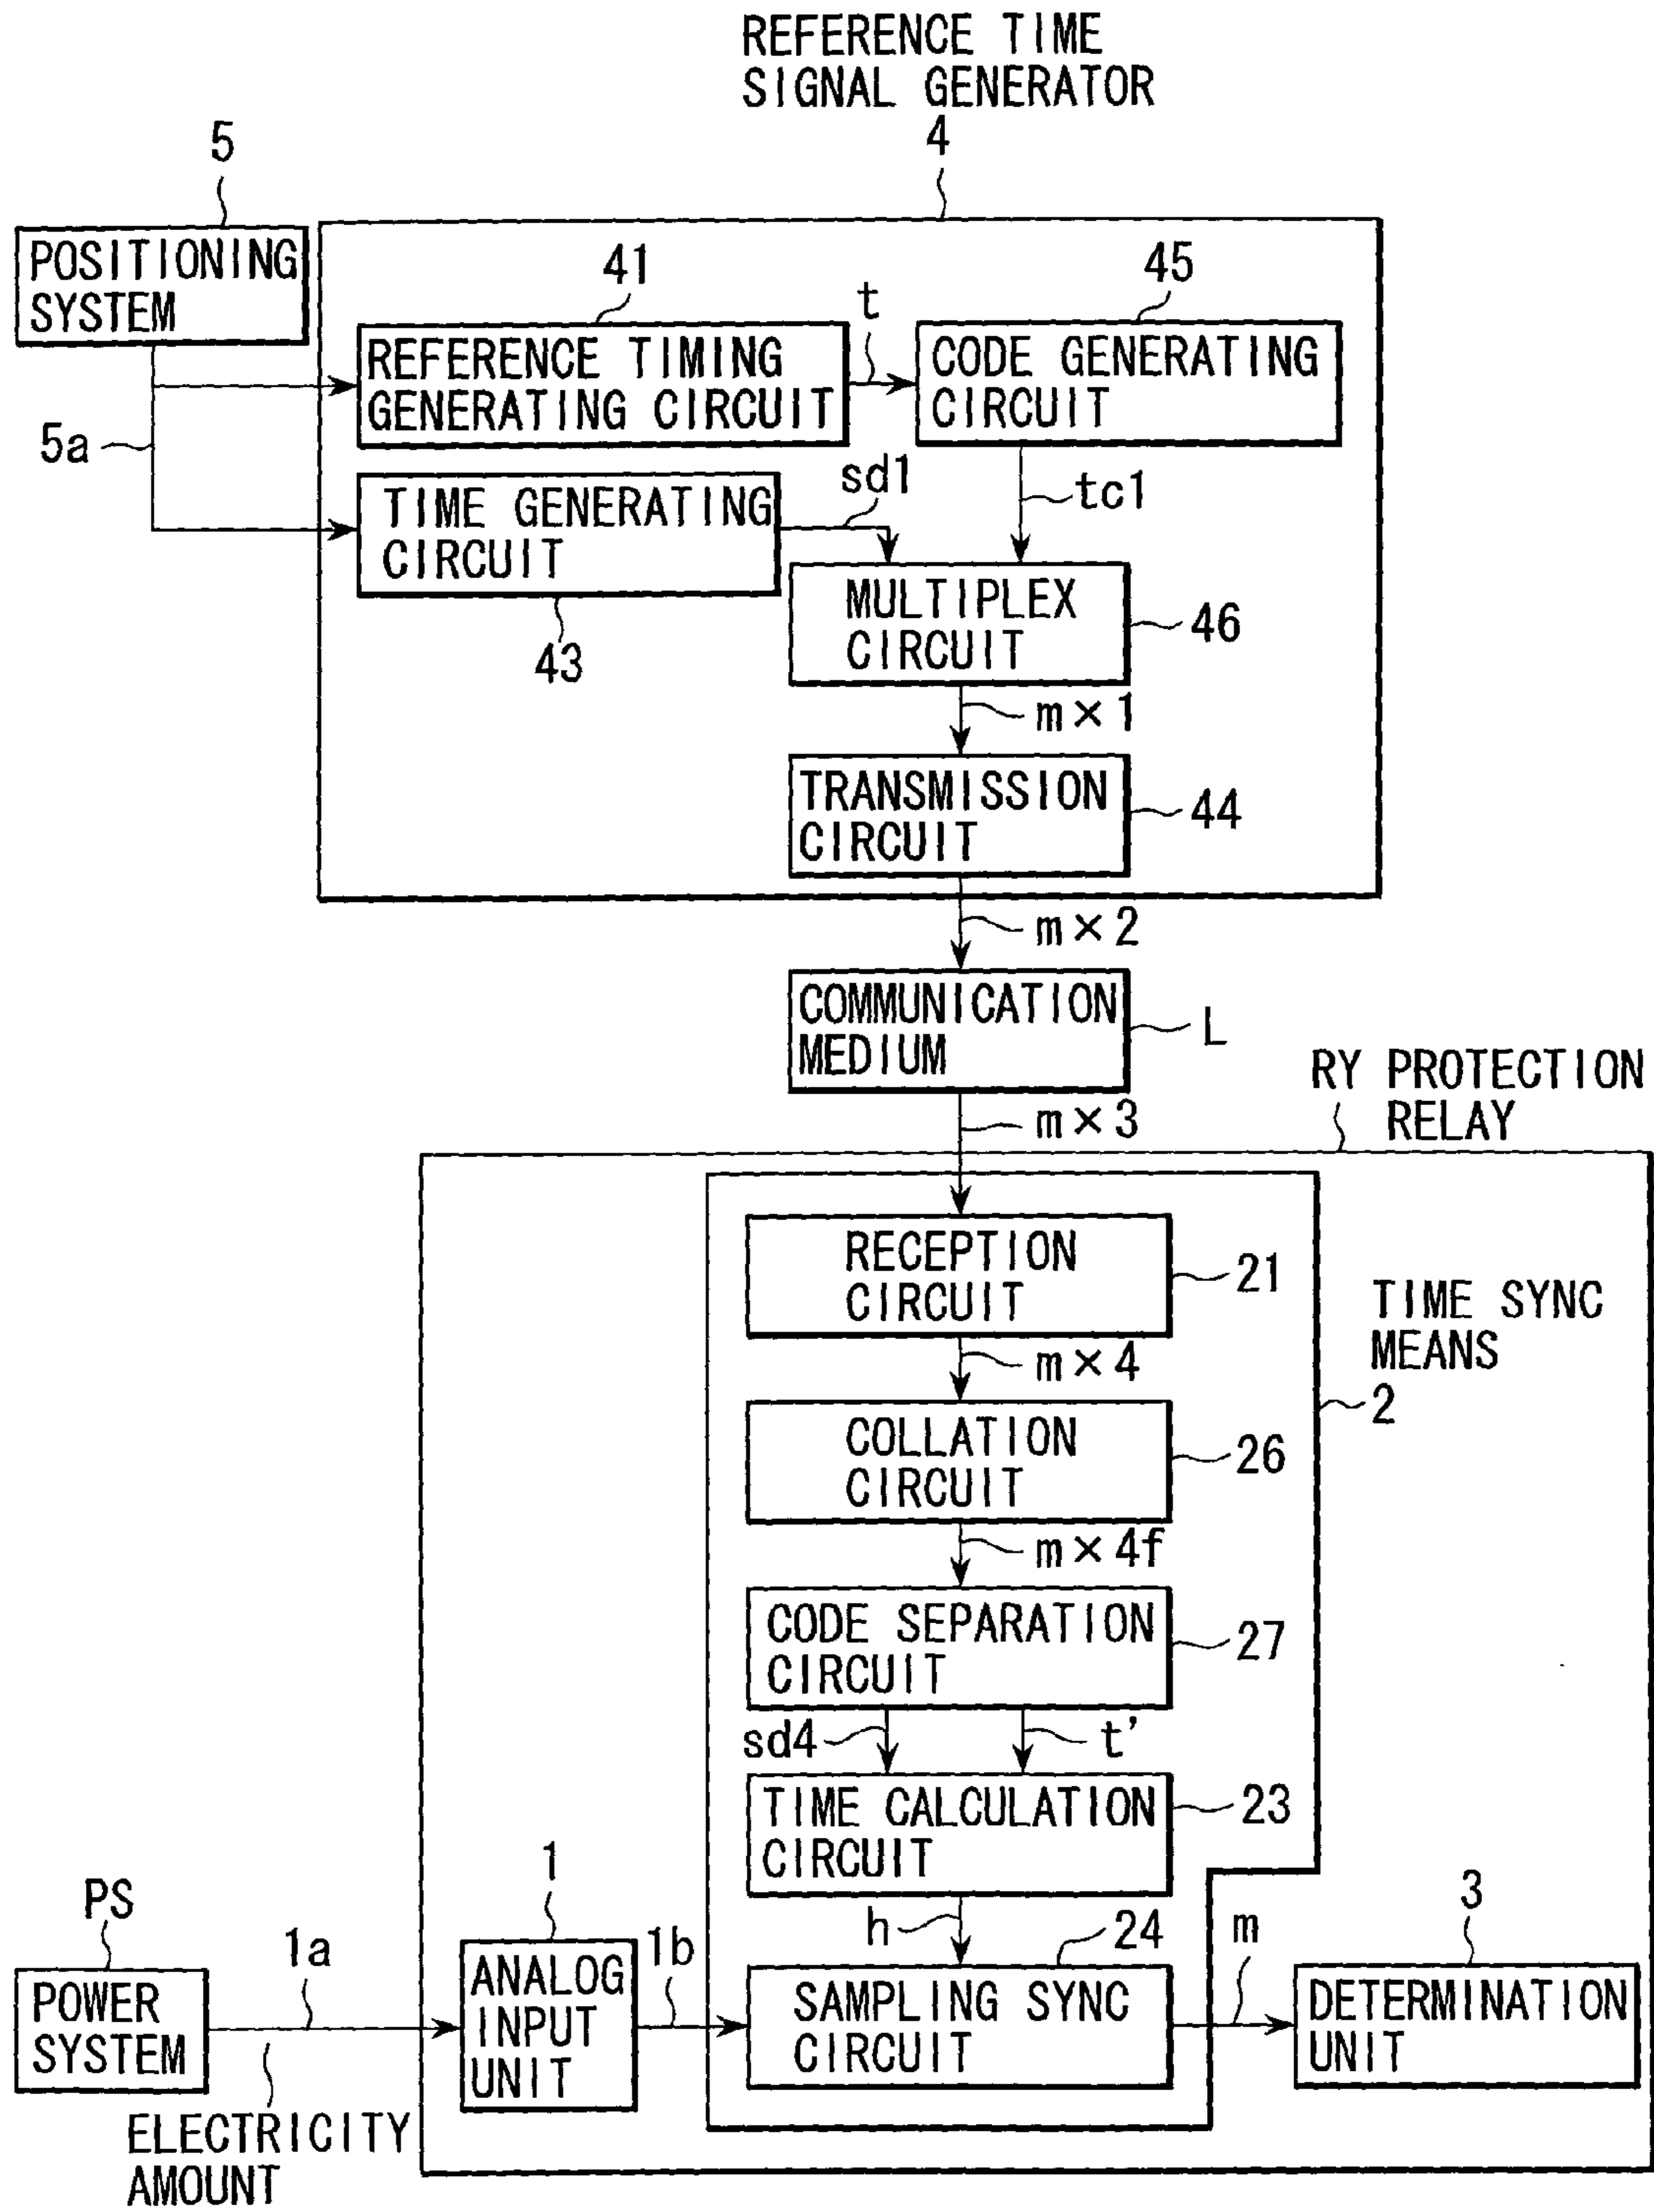 REFERENCE TIME
SIGNAL GENERATOR
4
5
POSITIONING
SYSTEM
41
45
t
REFERENCE TIMING
GENERATING CIRCUIT
CODE GENERATING
CIRCUIT
5a
sd1
tc1
TIME GENERATING
CIRCUIT
43
MULTIPLEX
CIRCUIT
46
m×1
TRANSMISSION
CIRCUIT
44
m×2
COMMUNICATION
MEDIUM
L
RY PROTECTION
RELAY
m×3
RECEPTION
CIRCUIT
21
TIME SYNC
MEANS
2
m×4
COLLATION
CIRCUIT
26
m×4f
CODE SEPARATION
CIRCUIT
27
sd4
t'
TIME CALCULATION
CIRCUIT
23
PS
1
h
24
3
1a
1b
m
POWER
SYSTEM
ANALOG
INPUT
UNIT
SAMPLING SYNC
CIRCUIT
DETERMINATION
UNIT
ELECTRICITY
AMOUNT